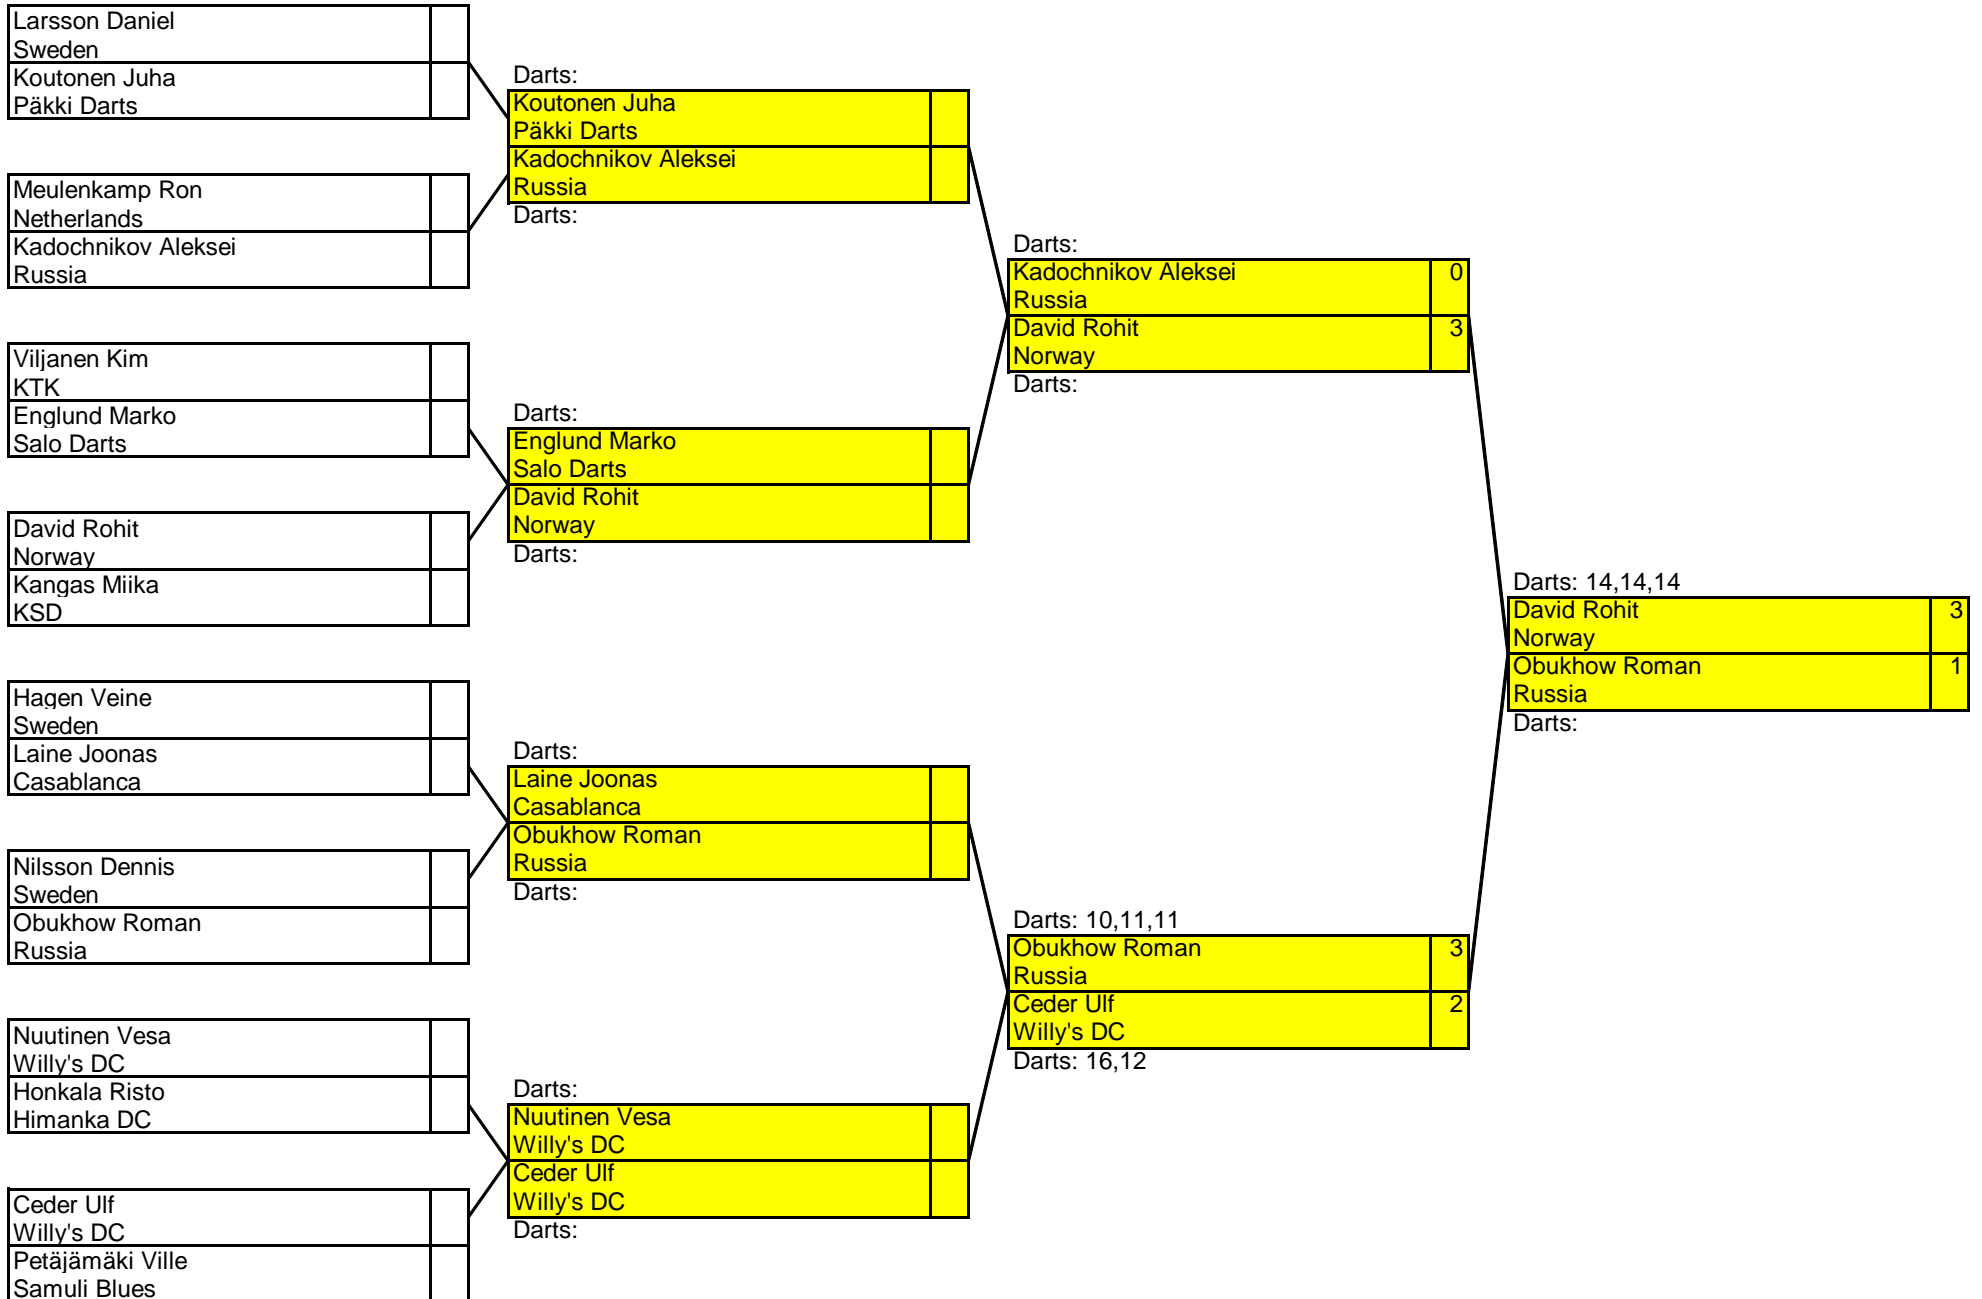 Larsson Daniel
Sweden
Koutonen Juha
Päkki Darts
Meulenkamp Ron
Netherlands
Kadochnikov Aleksei
Russia
Viljanen Kim
KTK
Englund Marko
Salo Darts
David Rohit
Norway
Kangas Miika
KSD
Hagen Veine
Sweden
Laine Joonas
Casablanca
Nilsson Dennis
Sweden
Obukhow Roman
Russia
Nuutinen Vesa
Willy's DC
Honkala Risto
Himanka DC
Ceder Ulf
Willy's DC
Petäjämäki Ville
Samuli Blues
Darts:
Koutonen Juha
Päkki Darts
Kadochnikov Aleksei
Russia
Darts:
Darts:
Englund Marko
Salo Darts
David Rohit
Norway
Darts:
Darts:
Laine Joonas
Casablanca
Obukhow Roman
Russia
Darts:
Darts:
Nuutinen Vesa
Willy's DC
Ceder Ulf
Willy's DC
Darts:
Darts:
Kadochnikov Aleksei 0
Russia
David Rohit 3
Norway
Darts:
Darts: 10,11,11
Obukhow Roman 3
Russia
Ceder Ulf 2
Willy's DC
Darts: 16,12
Darts: 14,14,14
David Rohit 3
Norway
Obukhow Roman 1
Russia
Darts: